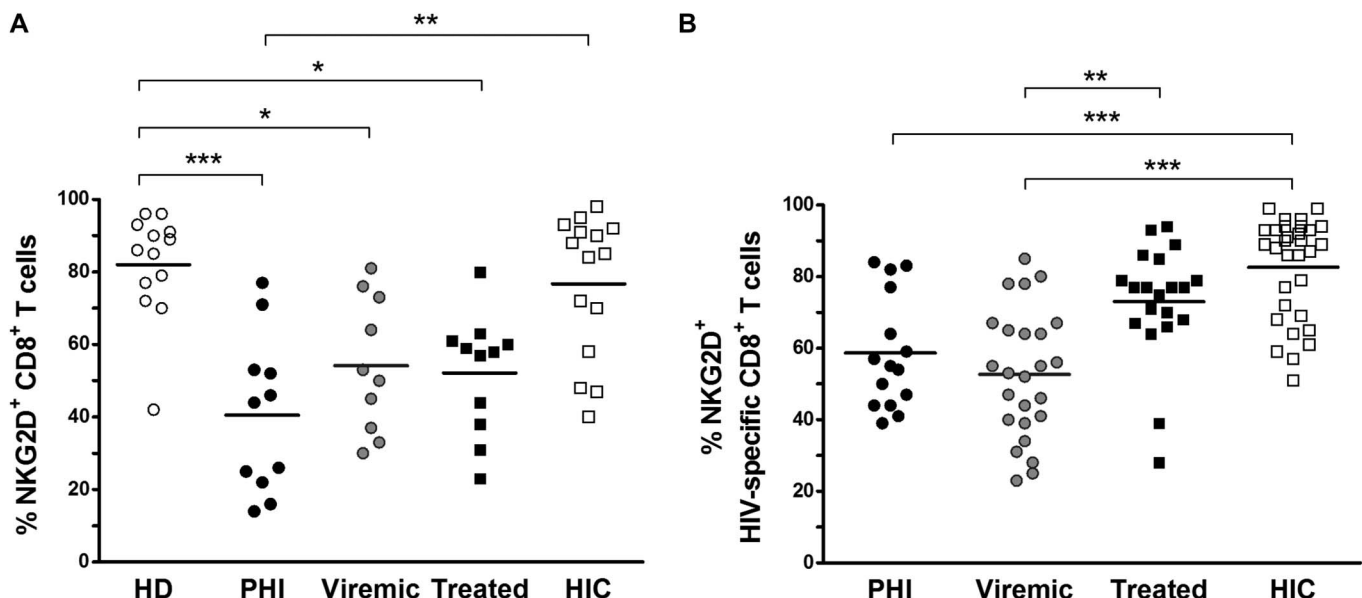 A
**
*
*
***
100
80
60
40
20
0
% NKG2D+ CD8+ T cells
HD PHI Viremic Treated HIC
B
**
***
***
100
80
60
40
20
0
% NKG2D+
HIV-specific CD8+ T cells
PHI Viremic Treated HIC